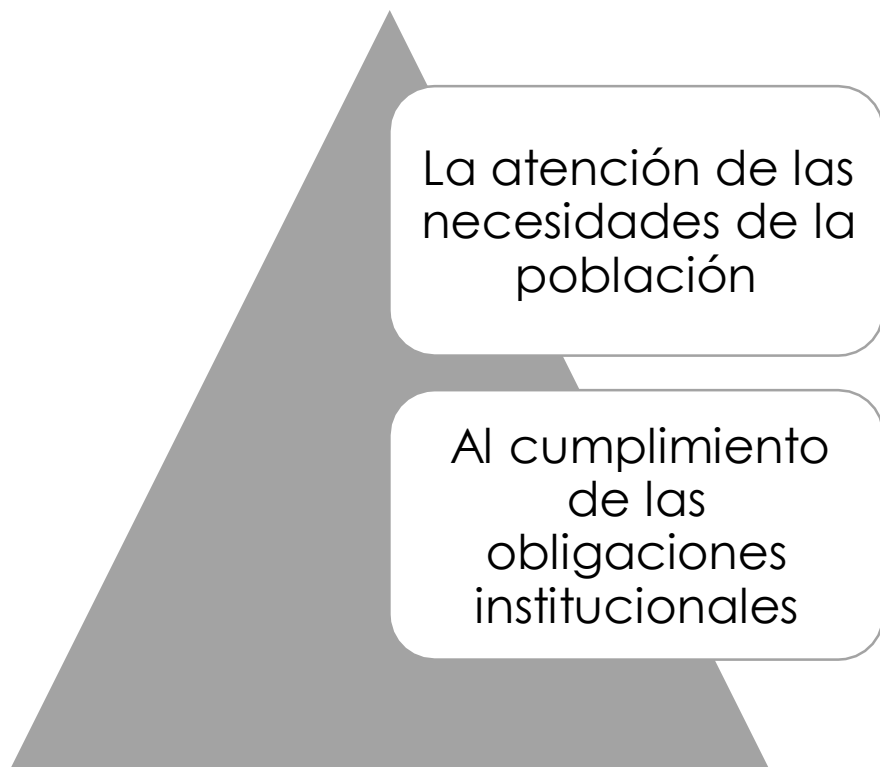 La atención de las
necesidades de la
población
Al cumplimiento
de las
obligaciones
institucionales